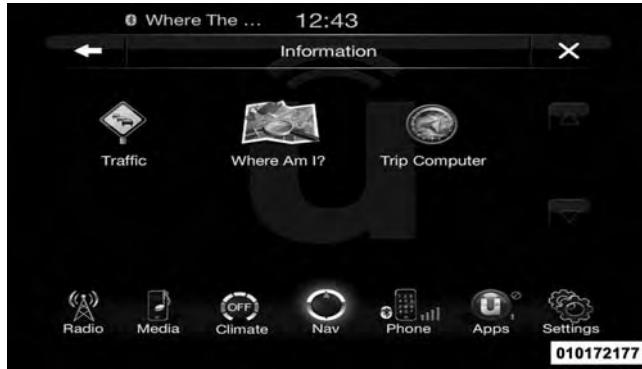 Where The ... 12:43
Information
Traffic Where Am I? Trip Computer
OFF
Radio Media Climate Nav Phone Apps Settings
010172177